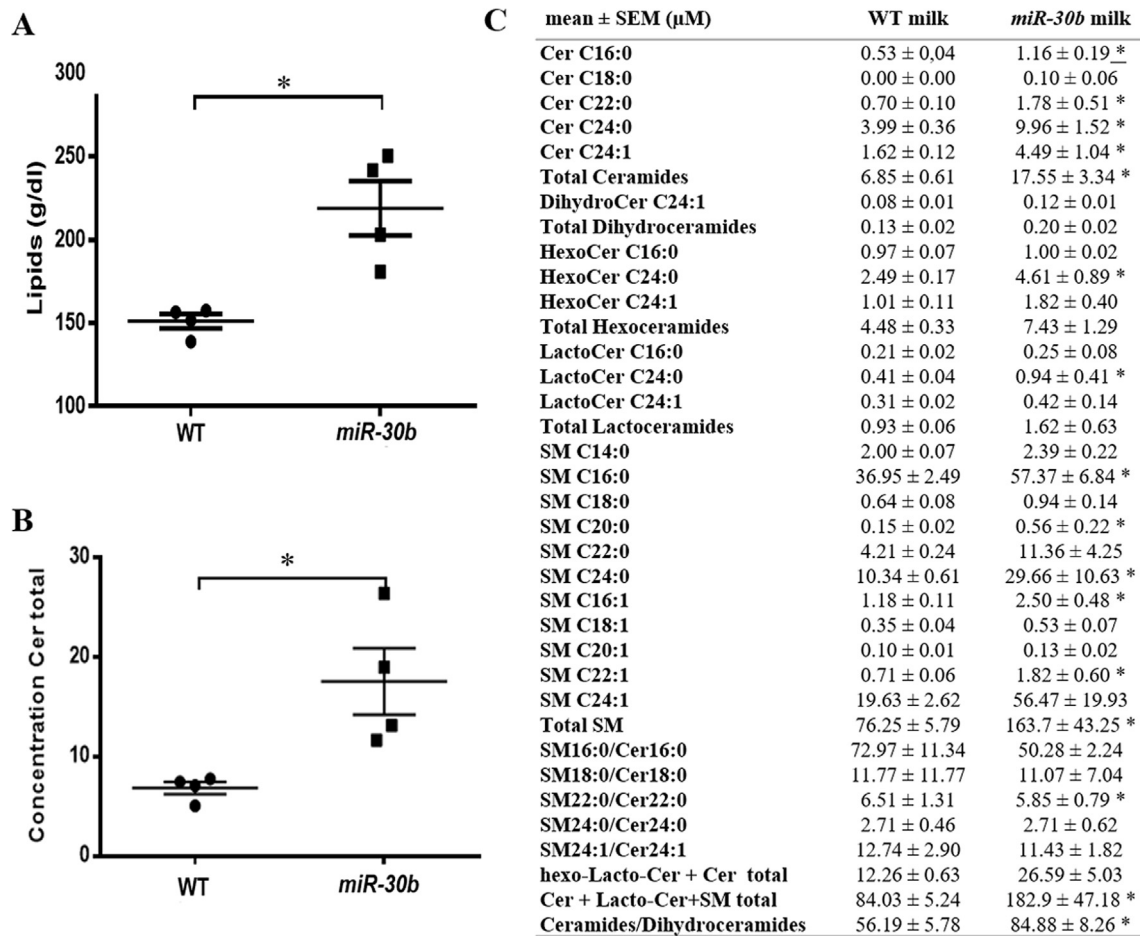 A
Lipids (g/dl)
300
250
200
150
100
*
WT miR-30b
B
Concentration Cer total
30
20
10
0
*
WT miR-30b
C
mean ± SEM (µM) WT milk miR-30b milk
Cer C16:0 0.53 ± 0,04 1.16 ± 0.19 *
Cer C18:0 0.00 ± 0.00 0.10 ± 0.06
Cer C22:0 0.70 ± 0.10 1.78 ± 0.51 *
Cer C24:0 3.99 ± 0.36 9.96 ± 1.52 *
Cer C24:1 1.62 ± 0.12 4.49 ± 1.04 *
Total Ceramides 6.85 ± 0.61 17.55 ± 3.34 *
DihydroCer C24:1 0.08 ± 0.01 0.12 ± 0.01
Total Dihydroceramides 0.13 ± 0.02 0.20 ± 0.02
HexoCer C16:0 0.97 ± 0.07 1.00 ± 0.02
HexoCer C24:0 2.49 ± 0.17 4.61 ± 0.89 *
HexoCer C24:1 1.01 ± 0.11 1.82 ± 0.40
Total Hexoceramides 4.48 ± 0.33 7.43 ± 1.29
LactoCer C16:0 0.21 ± 0.02 0.25 ± 0.08
LactoCer C24:0 0.41 ± 0.04 0.94 ± 0.41 *
LactoCer C24:1 0.31 ± 0.02 0.42 ± 0.14
Total Lactoceramides 0.93 ± 0.06 1.62 ± 0.63
SM C14:0 2.00 ± 0.07 2.39 ± 0.22
SM C16:0 36.95 ± 2.49 57.37 ± 6.84 *
SM C18:0 0.64 ± 0.08 0.94 ± 0.14
SM C20:0 0.15 ± 0.02 0.56 ± 0.22 *
SM C22:0 4.21 ± 0.24 11.36 ± 4.25
SM C24:0 10.34 ± 0.61 29.66 ± 10.63 *
SM C16:1 1.18 ± 0.11 2.50 ± 0.48 *
SM C18:1 0.35 ± 0.04 0.53 ± 0.07
SM C20:1 0.10 ± 0.01 0.13 ± 0.02
SM C22:1 0.71 ± 0.06 1.82 ± 0.60 *
SM C24:1 19.63 ± 2.62 56.47 ± 19.93
Total SM 76.25 ± 5.79 163.7 ± 43.25 *
SM16:0/Cer16:0 72.97 ± 11.34 50.28 ± 2.24
SM18:0/Cer18:0 11.77 ± 11.77 11.07 ± 7.04
SM22:0/Cer22:0 6.51 ± 1.31 5.85 ± 0.79 *
SM24:0/Cer24:0 2.71 ± 0.46 2.71 ± 0.62
SM24:1/Cer24:1 12.74 ± 2.90 11.43 ± 1.82
hexo-Lacto-Cer + Cer total 12.26 ± 0.63 26.59 ± 5.03
Cer + Lacto-Cer+SM total 84.03 ± 5.24 182.9 ± 47.18 *
Ceramides/Dihydroceramides 56.19 ± 5.78 84.88 ± 8.26 *